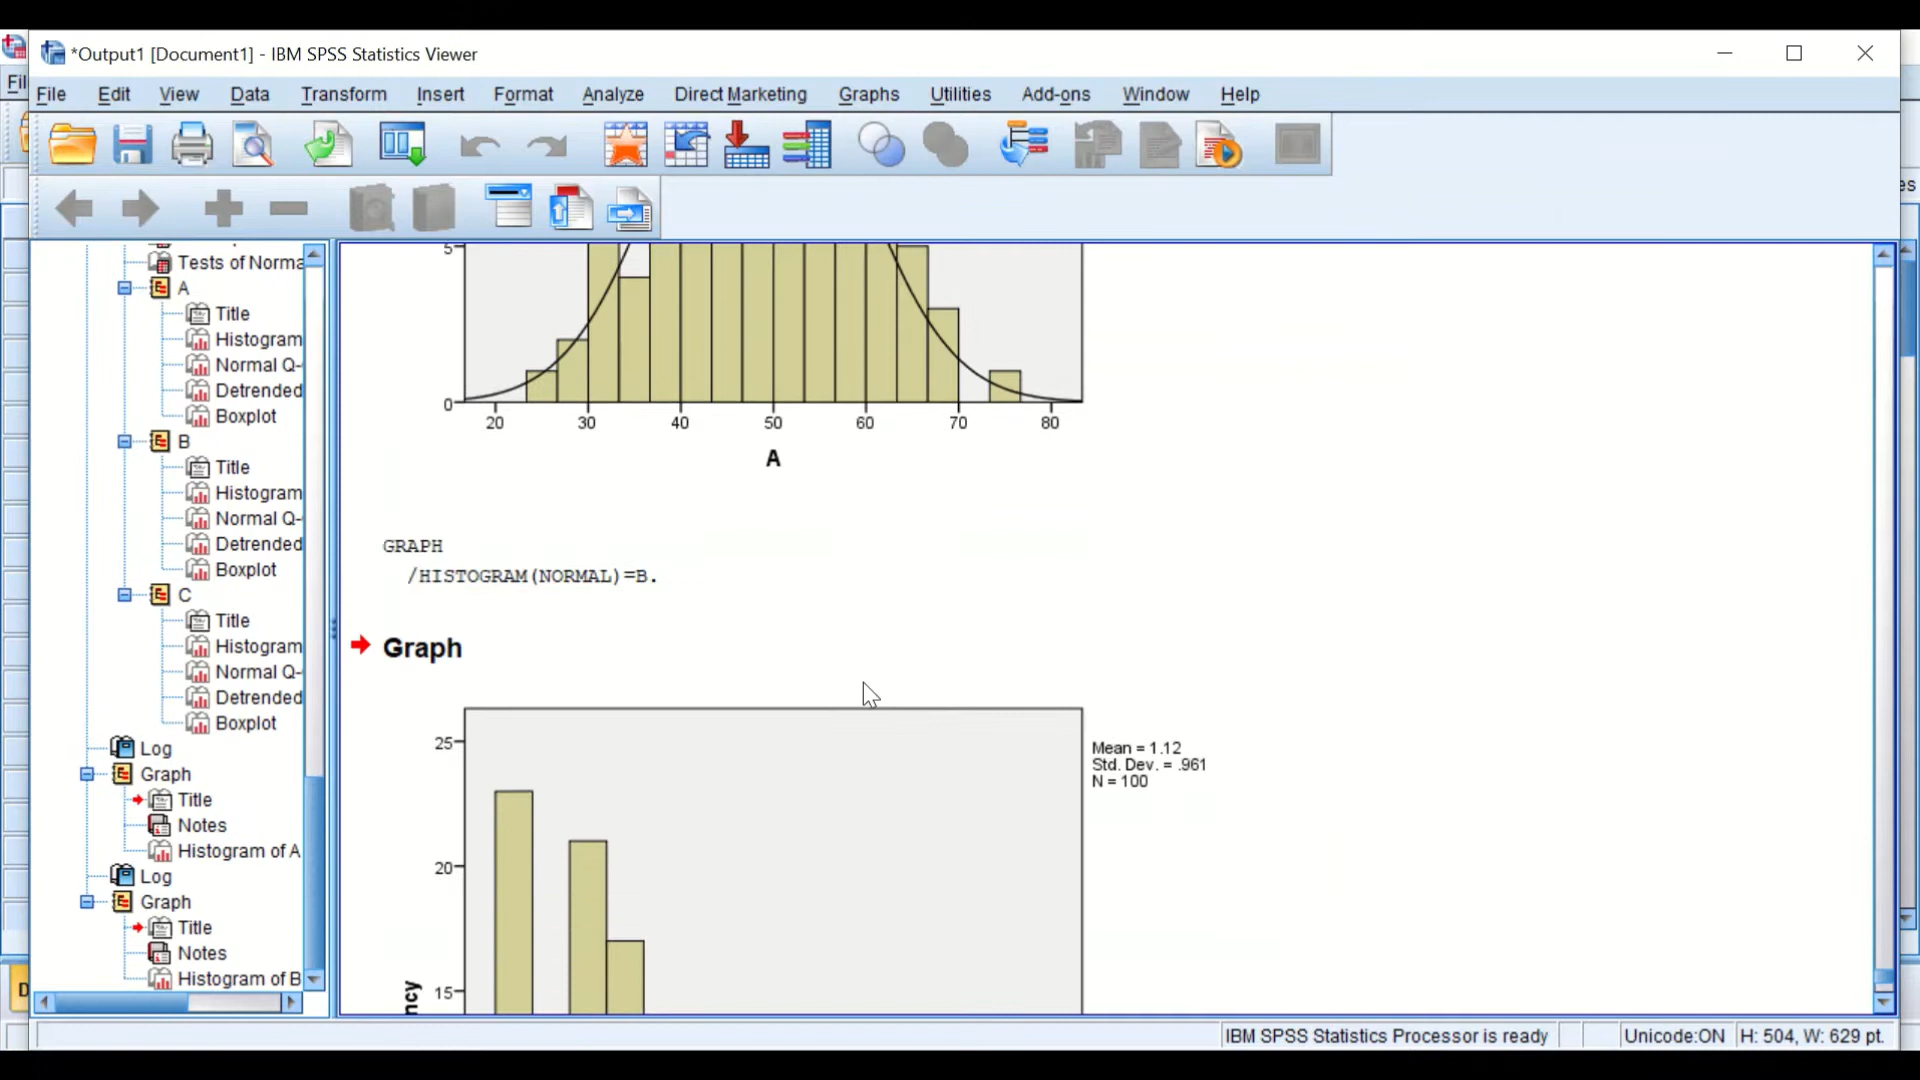 *Output1 [Document1] - IBM SPSS Statistics Viewer
File Edit View Data Transform Insert Format Analyze Direct Marketing Graphs Utilities Add-ons Window Help
Tests of Norma
A
Title
Histogram
Normal Q-
Detrended
Boxplot
B
Title
Histogram
Normal Q-
Detrended
Boxplot
C
Title
Histogram
Normal Q-
Detrended
Boxplot
Log
Graph
Title
Notes
Histogram of A
Log
Graph
Title
Notes
Histogram of B
5
0
20 30 40 50 60 70 80
A
GRAPH
/HISTOGRAM(NORMAL)=B.
Graph
25
20
15
ncy
Mean = 1.12
Std. Dev. = .961
N = 100
IBM SPSS Statistics Processor is ready Unicode:ON H: 504, W: 629 pt.